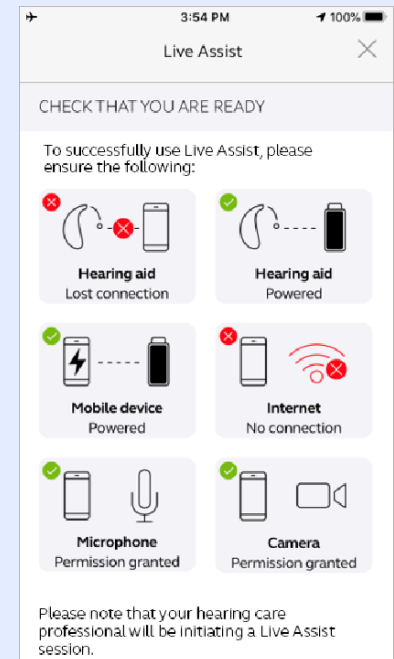 3:54 PM
100%
Live Assist
CHECK THAT YOU ARE READY
To successfully use Live Assist, please
ensure the following:
Hearing aid
Lost connection
Hearing aid
Powered
Mobile device
Powered
Internet
No connection
Microphone
Permission granted
Camera
Permission granted
Please note that your hearing care
professional will be initiating a Live Assist
session.